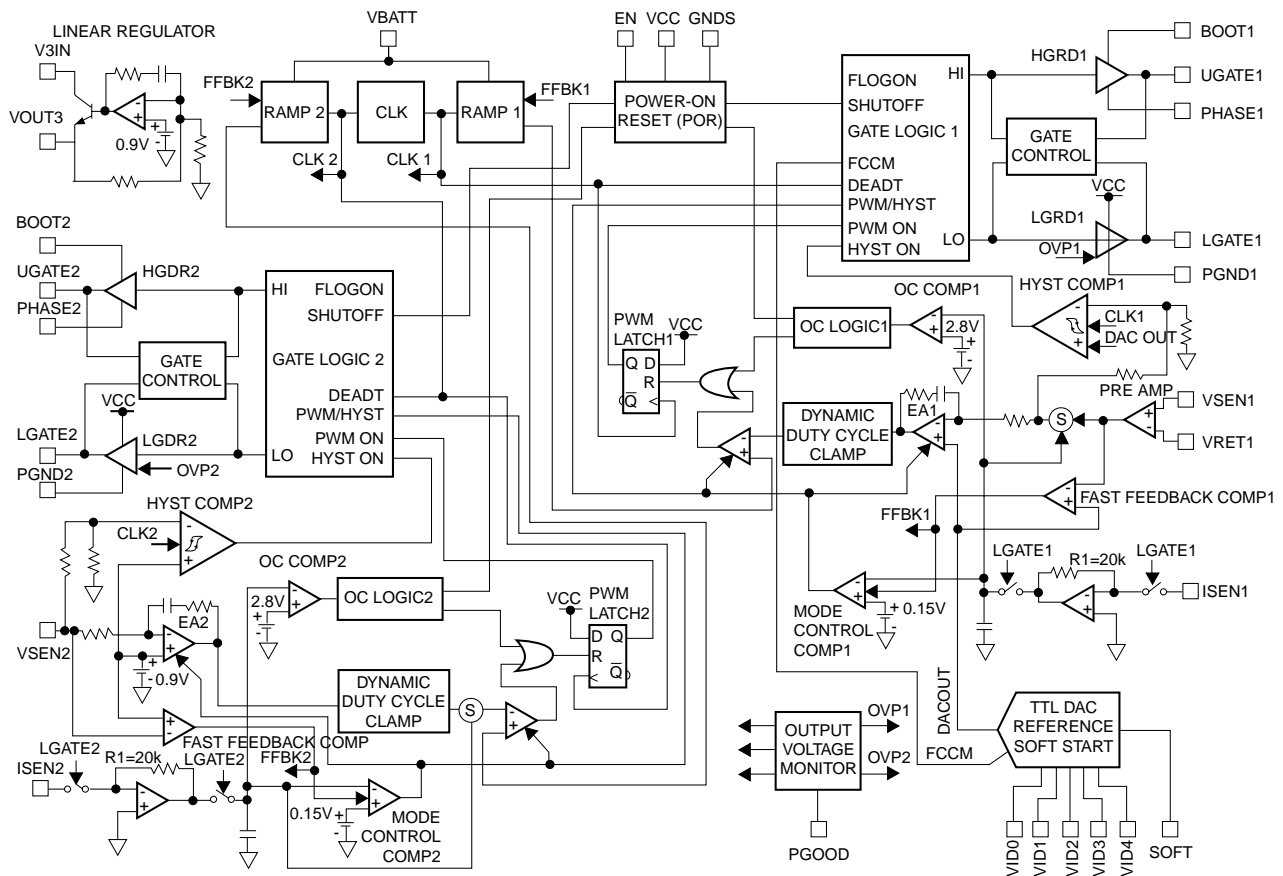 LINEAR REGULATOR
V3IN
VOUT3
0.9V
+
-
-
+
VBATT
FFBK2
RAMP 2
CLK
RAMP 1
FFBK1
CLK 2
CLK 1
EN
VCC
GNDS
POWER-ON
RESET (POR)
FLOGON
SHUTOFF
GATE LOGIC 1
FCCM
DEADT
PWM/HYST
PWM ON
HYST ON
HI
LO
HGRD1
GATE
CONTROL
VCC
LGRD1
OVP1
BOOT1
UGATE1
PHASE1
LGATE1
PGND1
BOOT2
UGATE2
PHASE2
HGDR2
GATE
CONTROL
VCC
LGDR2
OVP2
LGATE2
PGND2
HI
FLOGON
SHUTOFF
GATE LOGIC 2
DEADT
PWM/HYST
PWM ON
HYST ON
LO
PWM
LATCH1
VCC
Q D
R
Q <
OC LOGIC1
OC COMP1
-
+
2.8V
+
-
HYST COMP1
-
+
CLK1
DAC OUT
PRE AMP
+
-
VSEN1
VRET1
S
EA1
-
+
DYNAMIC
DUTY CYCLE
CLAMP
-
+
FAST FEEDBACK COMP1
-
+
FFBK1
LGATE1
R1=20k
LGATE1
ISEN1
-
+
MODE
CONTROL
COMP1
-
+
0.15V
+
-
HYST COMP2
-
+
CLK2
OC COMP2
2.8V
+
-
-
+
OC LOGIC2
VCC
PWM
LATCH2
D Q
R
< Q
VSEN2
EA2
-
+
+
-
0.9V
DYNAMIC
DUTY CYCLE
CLAMP
S
-
+
+
-
FAST FEEDBACK COMP
FFBK2
ISEN2
LGATE2
R1=20k
LGATE2
-
+
0.15V
+
-
-
+
MODE
CONTROL
COMP2
OUTPUT
VOLTAGE
MONITOR
OVP1
OVP2
PGOOD
DACOUT
FCCM
TTL DAC
REFERENCE
SOFT START
VID0
VID1
VID2
VID3
VID4
SOFT